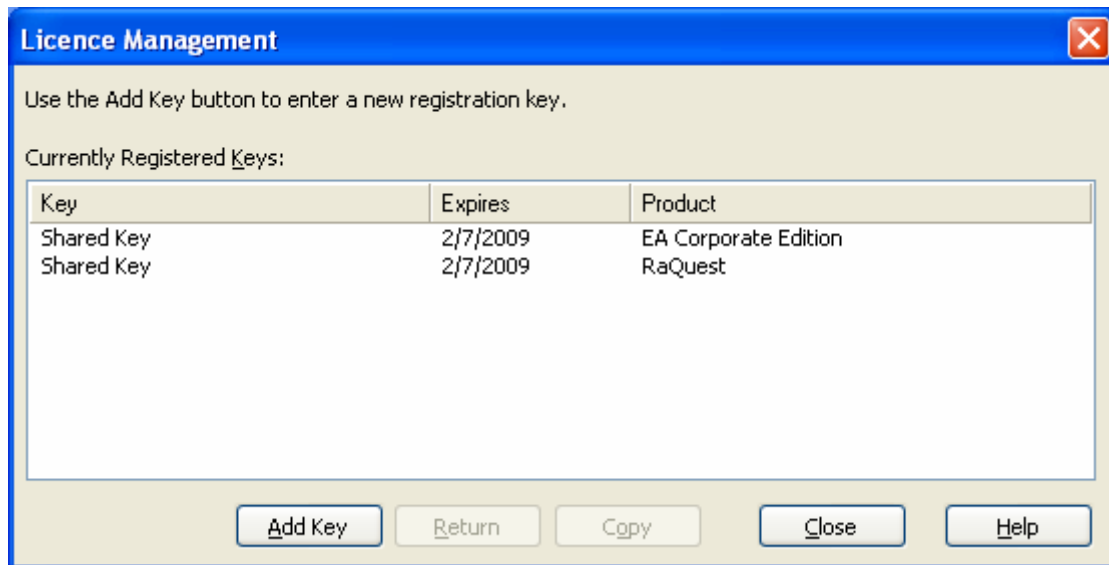 Licence Management
Use the Add Key button to enter a new registration key.
Currently Registered Keys:
Key Expires Product
Shared Key 2/7/2009 EA Corporate Edition
Shared Key 2/7/2009 RaQuest
Add Key Return Copy Close Help